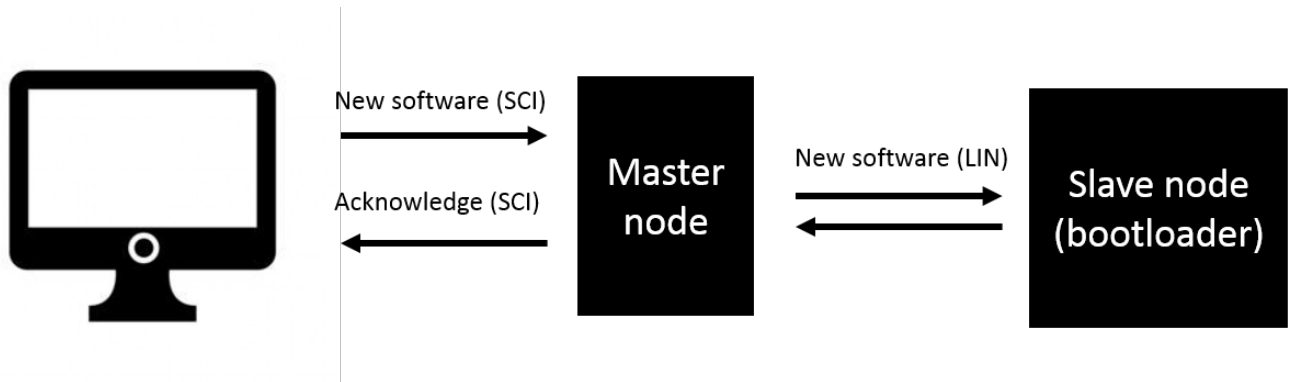 New software (SCI)
Acknowledge (SCI)
Master
node
New software (LIN)
Slave node
(bootloader)